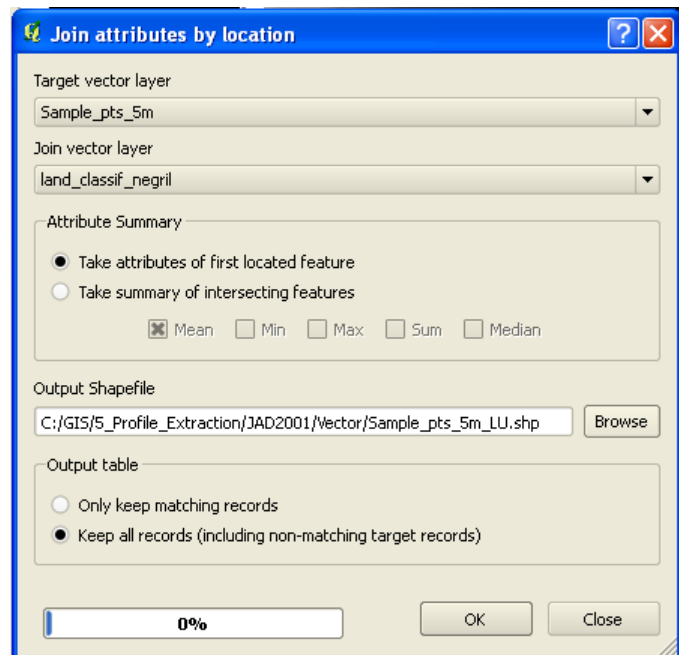 Join attributes by location
Target vector layer
Sample_pts_5m
Join vector layer
land_classif_negril
Attribute Summary
Take attributes of first located feature
Take summary of intersecting features
Mean Min Max Sum Median
Output Shapefile
C:/GIS/5_Profile_Extraction/JAD2001/Vector/Sample_pts_5m_LU.shp Browse
Output table
Only keep matching records
Keep all records (including non-matching target records)
0% OK Close